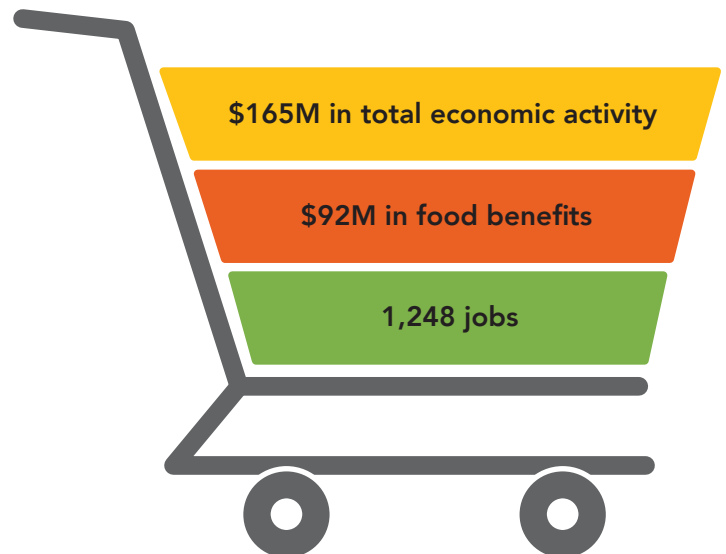 $165M in total economic activity
$92M in food benefits
1,248 jobs